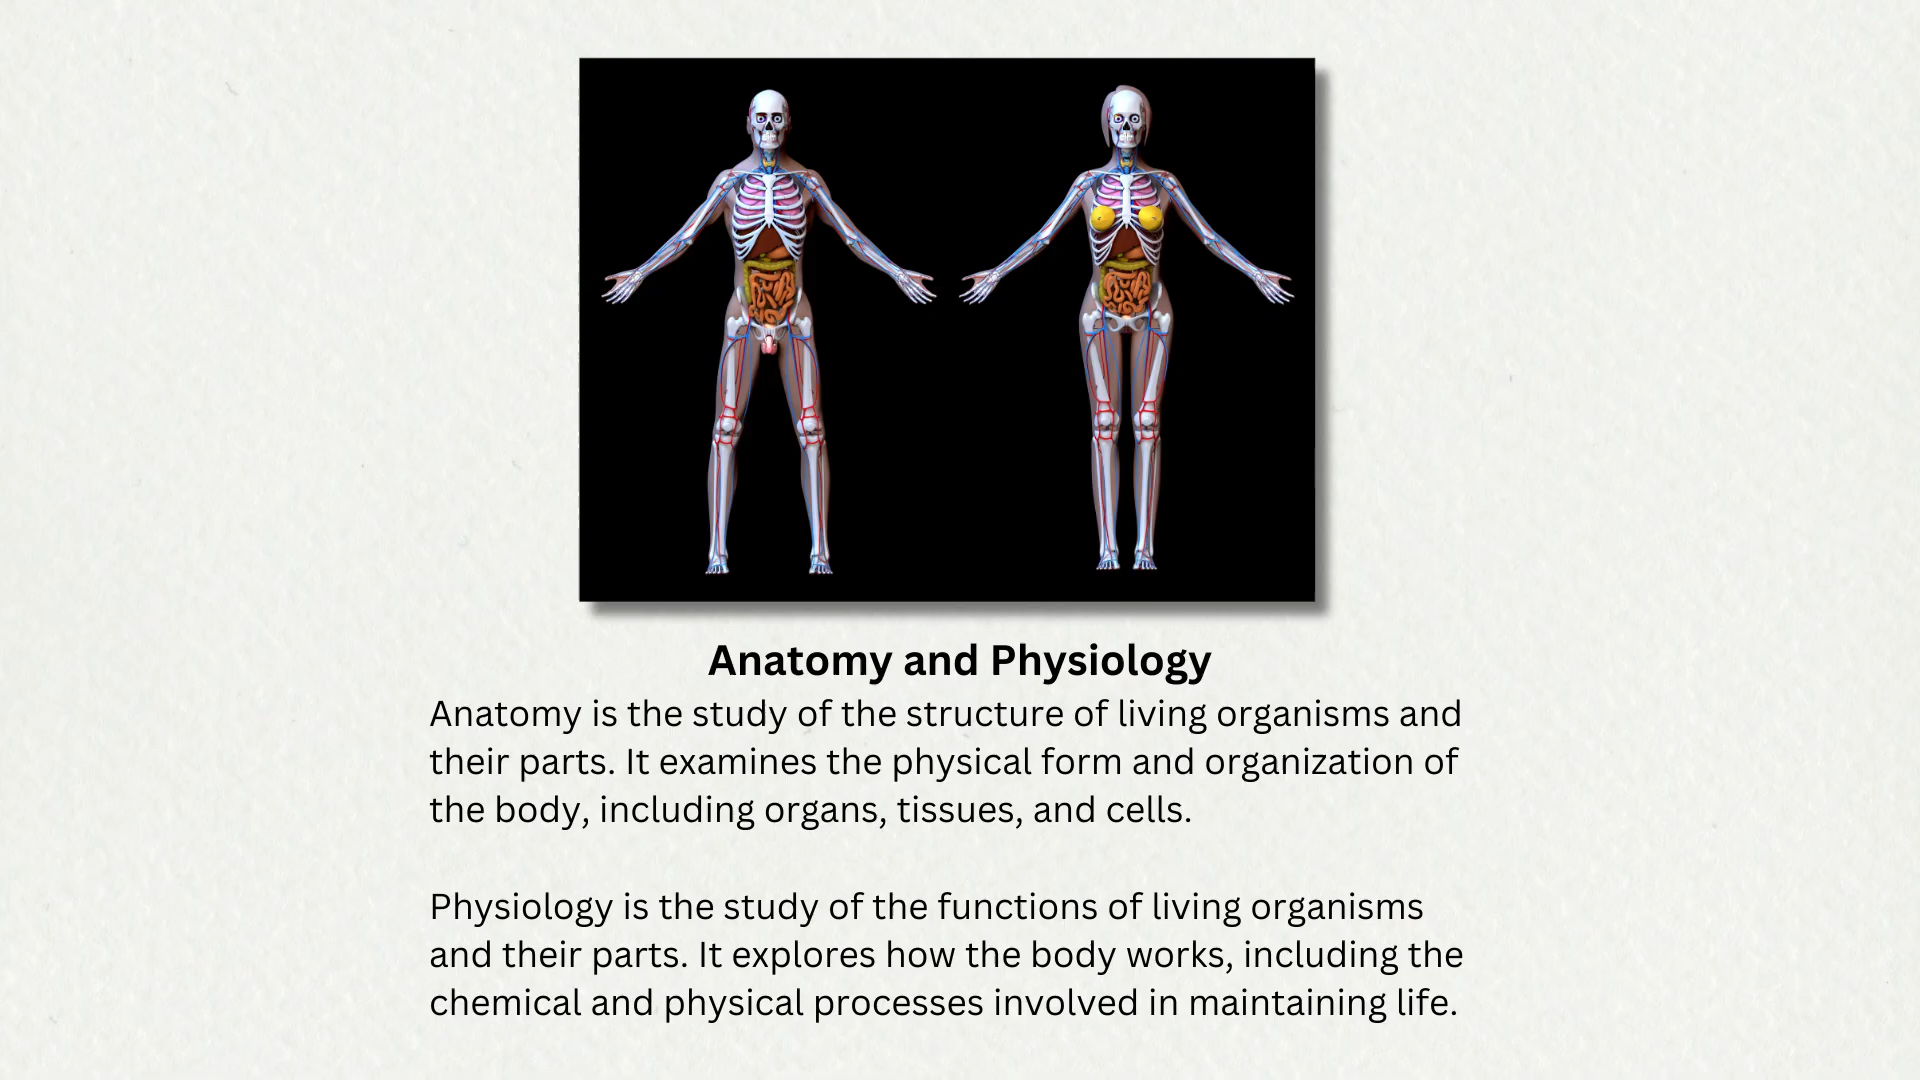 Anatomy and Physiology
Anatomy is the study of the structure of living organisms and
their parts. It examines the physical form and organization of
the body, including organs, tissues, and cells.
Physiology is the study of the functions of living organisms
and their parts. It explores how the body works, including the
chemical and physical processes involved in maintaining life.